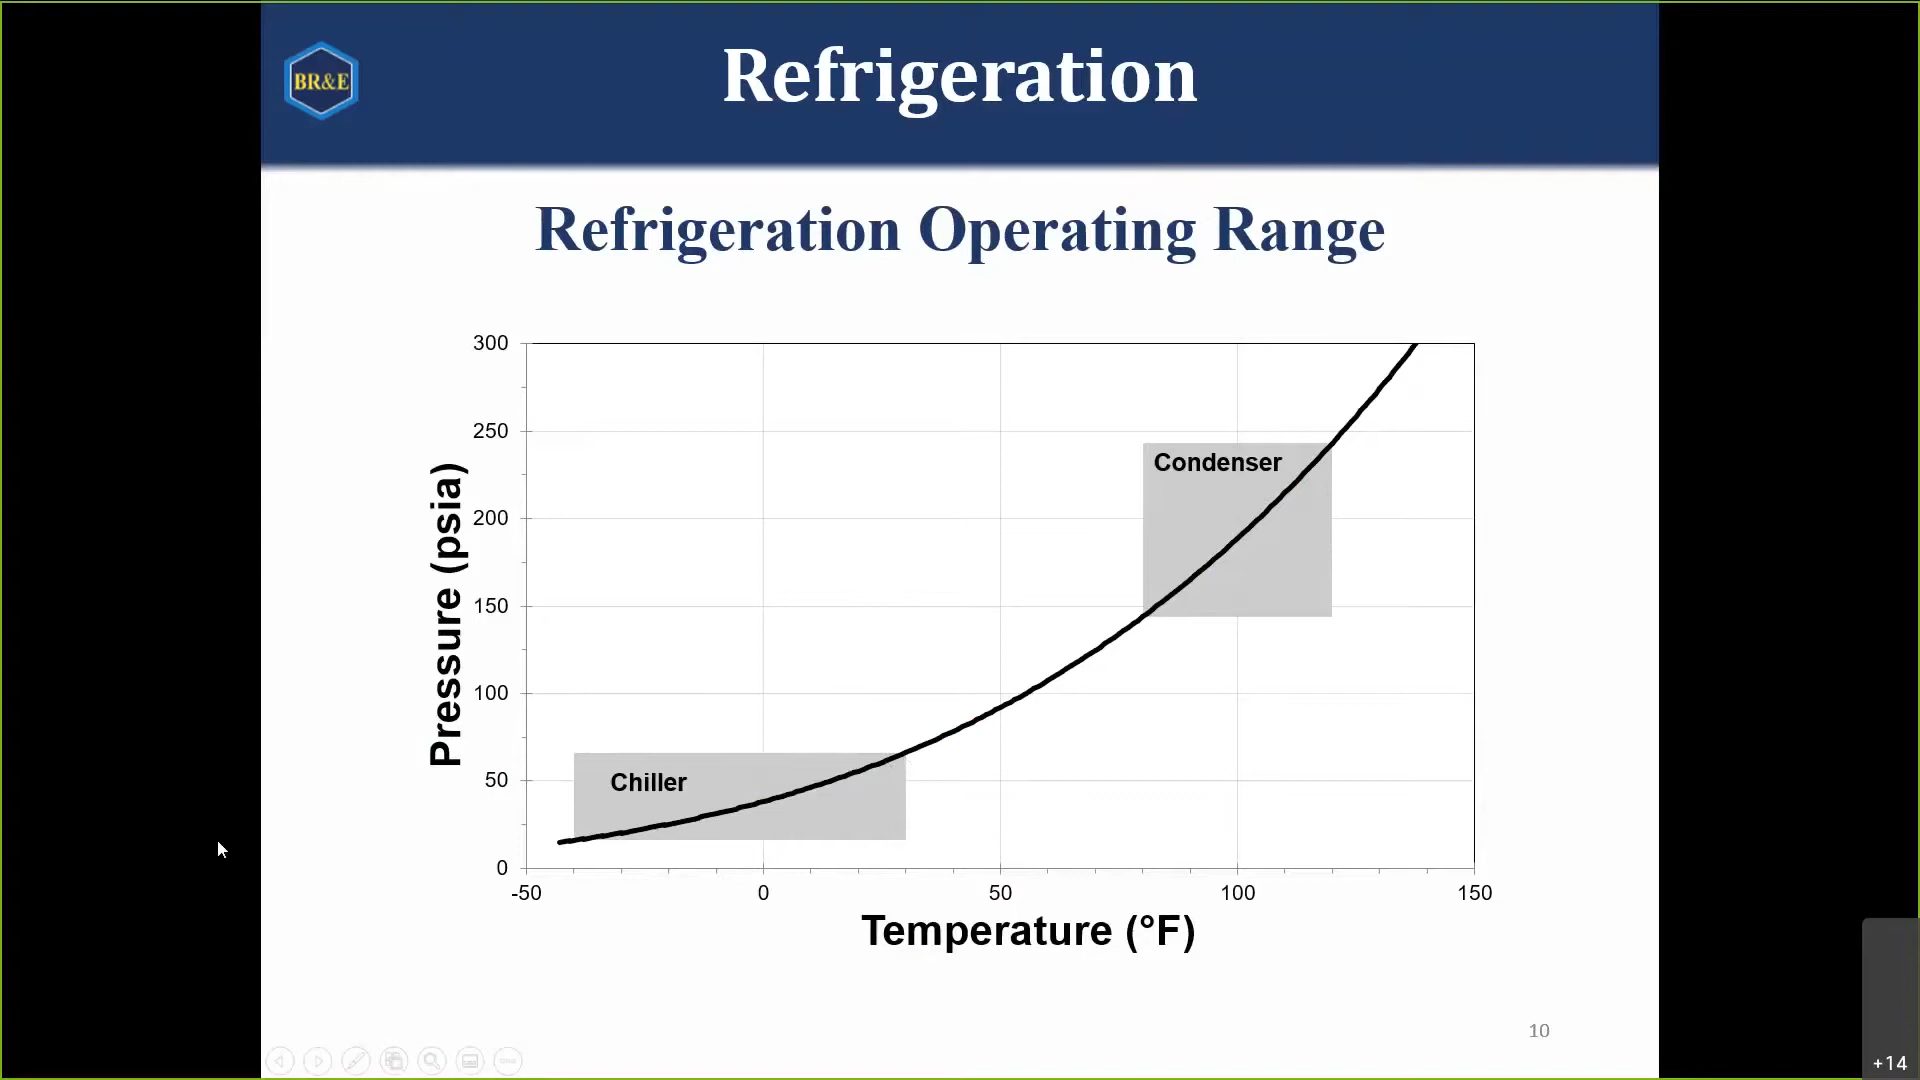 BR&E
Refrigeration
Refrigeration Operating Range
Pressure (psia)
300
250
200
150
100
50
0
Condenser
Chiller
-50
0
50
100
150
Temperature (°F)
10
+14